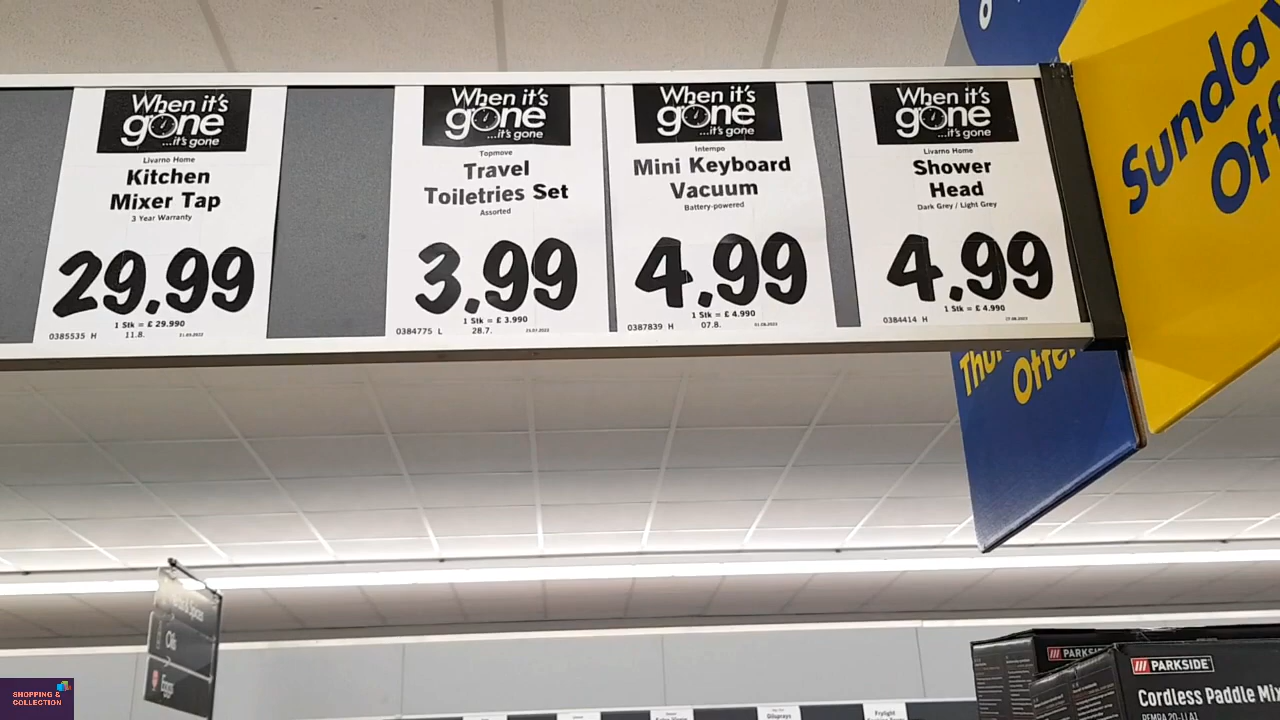 When it's
gone
...it's gone
Livarno Home
Kitchen
Mixer Tap
3 Year Warranty
29.99
1 Stk = £ 29.990
0385535 H 11.8.
When it's
gone
...it's gone
Topmove
Travel
Toiletries Set
Assorted
3.99
1 Stk = £ 3.990
0384775 L 28.7.
When it's
gone
...it's gone
Intempo
Mini Keyboard
Vacuum
Battery-powered
4.99
1 Stk = £ 4.990
0387839 H 07.8.
When it's
gone
...it's gone
Livarno Home
Shower
Head
Dark Grey / Light Grey
4.99
1 Stk = £ 4.990
0384414 H
Sunday
Off
Thur
Offe
Oils
Eggs
PARKSIDE
PARKSIDE
Cordless Paddle Mix
SHOPPING &
COLLECTION